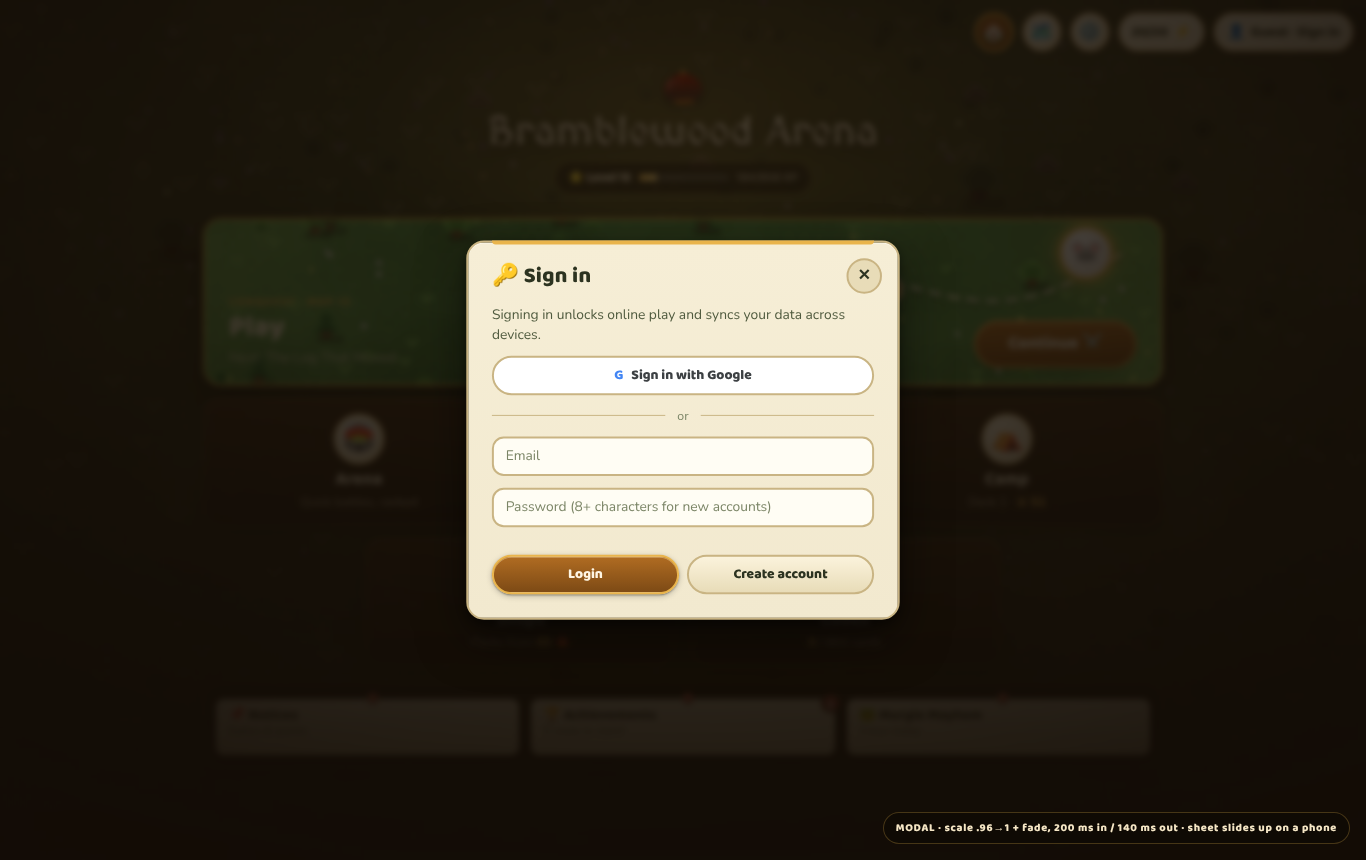 Bramblewood Arena
Play
Continue
Arena
Camp
🔑 Sign in
✕
Signing in unlocks online play and syncs your data across
devices.
G Sign in with Google
or
Email
Password (8+ characters for new accounts)
Login
Create account
MODAL · scale .96→1 + fade, 200 ms in / 140 ms out · sheet slides up on a phone